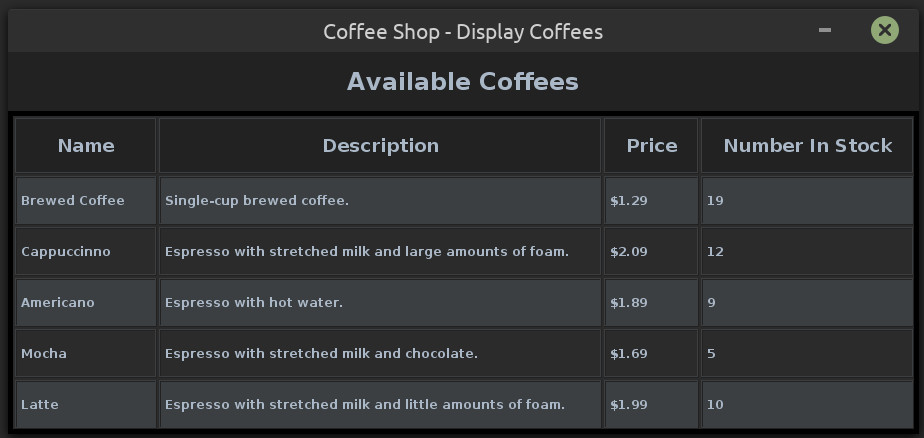 Coffee Shop - Display Coffees
Available Coffees
Name Description Price Number In Stock
Brewed Coffee Single-cup brewed coffee. $1.29 19
Cappuccinno Espresso with stretched milk and large amounts of foam. $2.09 12
Americano Espresso with hot water. $1.89 9
Mocha Espresso with stretched milk and chocolate. $1.69 5
Latte Espresso with stretched milk and little amounts of foam. $1.99 10